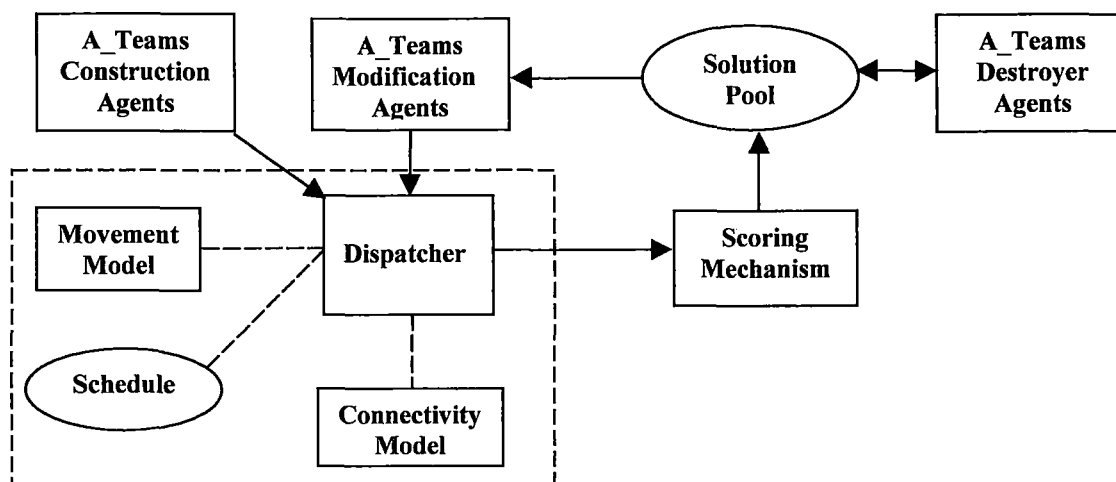 A_Teams
Construction
Agents
A_Teams
Modification
Agents
Solution
Pool
A_Teams
Destroyer
Agents
Movement
Model
Dispatcher
Scoring
Mechanism
Schedule
Connectivity
Model